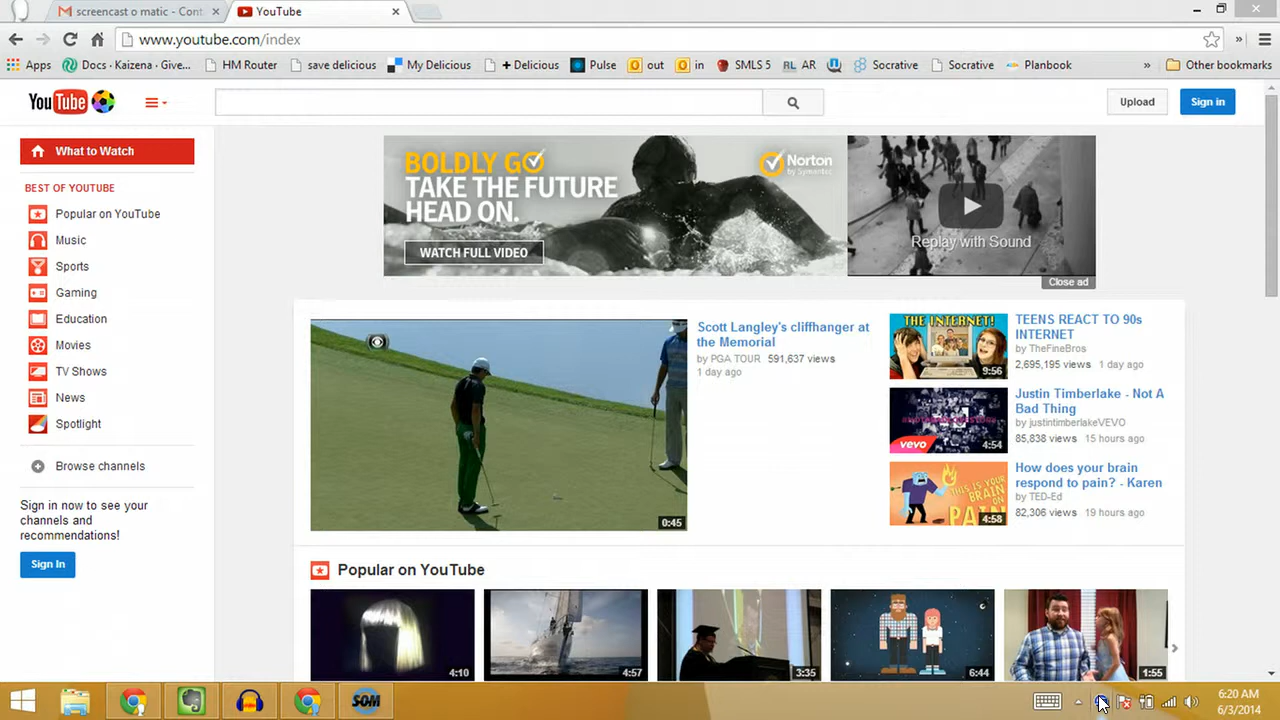 screencast o matic - Cont
YouTube
www.youtube.com/index
Apps
Docs · Kaizena · Give...
HM Router
save delicious
My Delicious
+ Delicious
Pulse
out
in
SMLS 5
AR
Socrative
Socrative
Planbook
»
Other bookmarks
YouTube
Upload
Sign in
What to Watch
BEST OF YOUTUBE
Popular on YouTube
Music
Sports
Gaming
Education
Movies
TV Shows
News
Spotlight
Browse channels
Sign in now to see your
channels and
recommendations!
Sign In
BOLDLY GO
TAKE THE FUTURE
HEAD ON.
WATCH FULL VIDEO
Norton
by Symantec
Replay with Sound
Close ad
0:45
Scott Langley's cliffhanger at
the Memorial
by PGA TOUR 591,637 views
1 day ago
THE INTERNET!
9:56
TEENS REACT TO 90s
INTERNET
by TheFineBros
2,695,195 views 1 day ago
vevo
4:54
Justin Timberlake - Not A
Bad Thing
by justintimberlakeVEVO
85,838 views 15 hours ago
THIS IS YOUR
BRAIN
ON
PAIN
4:58
How does your brain
respond to pain? - Karen
by TED-Ed
82,306 views 19 hours ago
Popular on YouTube
4:10
4:57
3:35
6:44
1:55
SOM
6:20 AM
6/3/2014